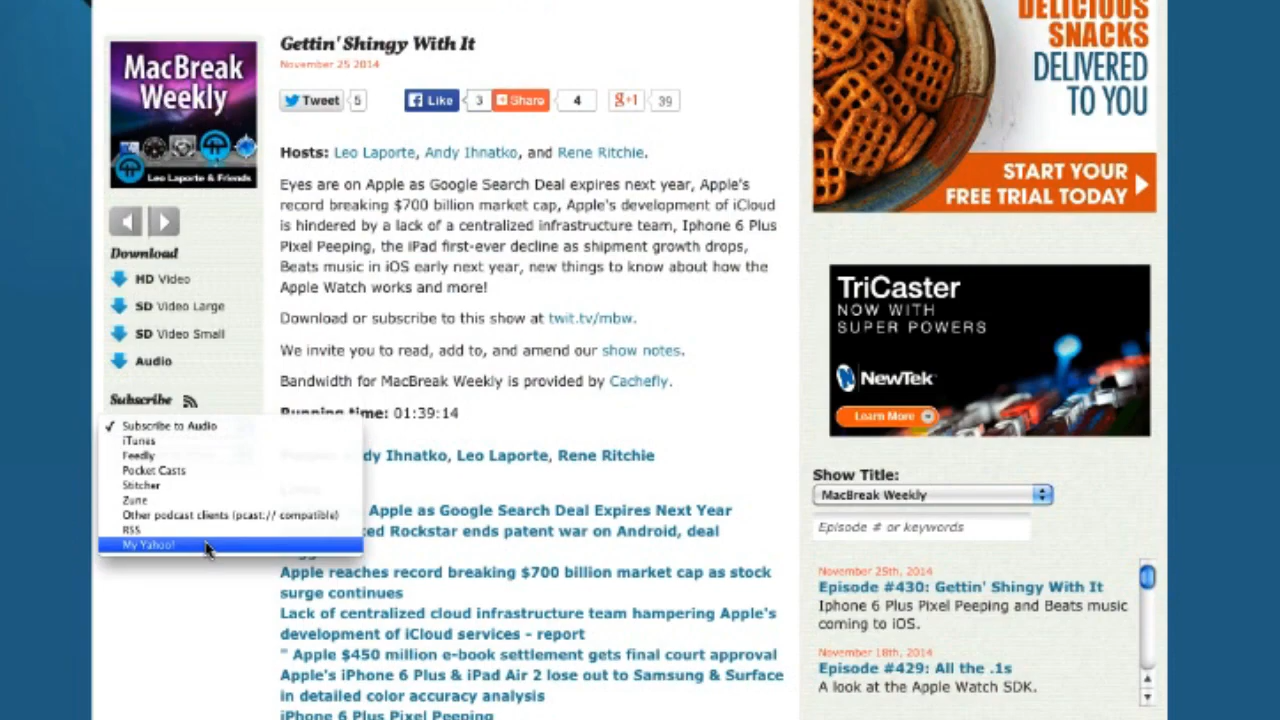 MacBreak
Weekly
Leo Laporte & Friends
Download
HD Video
SD Video Large
SD Video Small
Audio
Subscribe
✓ Subscribe to Audio
iTunes
Feedly
Pocket Casts
Stitcher
Zune
Other podcast clients (pcast:// compatible)
RSS
My Yahoo!
Gettin' Shingy With It
November 25 2014
Tweet 5
Like 3
Share 4
g+1 39
Hosts: Leo Laporte, Andy Ihnatko, and Rene Ritchie.
Eyes are on Apple as Google Search Deal expires next year, Apple's
record breaking $700 billion market cap, Apple's development of iCloud
is hindered by a lack of a centralized infrastructure team, Iphone 6 Plus
Pixel Peeping, the iPad first-ever decline as shipment growth drops,
Beats music in iOS early next year, new things to know about how the
Apple Watch works and more!
Download or subscribe to this show at twit.tv/mbw.
We invite you to read, add to, and amend our show notes.
Bandwidth for MacBreak Weekly is provided by Cachefly.
Running time: 01:39:14
dy Ihnatko, Leo Laporte, Rene Ritchie
Apple as Google Search Deal Expires Next Year
ed Rockstar ends patent war on Android, deal
Apple reaches record breaking $700 billion market cap as stock
surge continues
Lack of centralized cloud infrastructure team hampering Apple's
development of iCloud services - report
" Apple $450 million e-book settlement gets final court approval
Apple's iPhone 6 Plus & iPad Air 2 lose out to Samsung & Surface
in detailed color accuracy analysis
iPhone 6 Plus Pixel Peeping
DELICIOUS
SNACKS
DELIVERED
TO YOU
START YOUR
FREE TRIAL TODAY
TriCaster
NOW WITH
SUPER POWERS
NewTek
Learn More
Show Title:
MacBreak Weekly
Episode # or keywords
November 25th, 2014
Episode #430: Gettin' Shingy With It
Iphone 6 Plus Pixel Peeping and Beats music
coming to iOS.
November 18th, 2014
Episode #429: All the .1s
A look at the Apple Watch SDK.